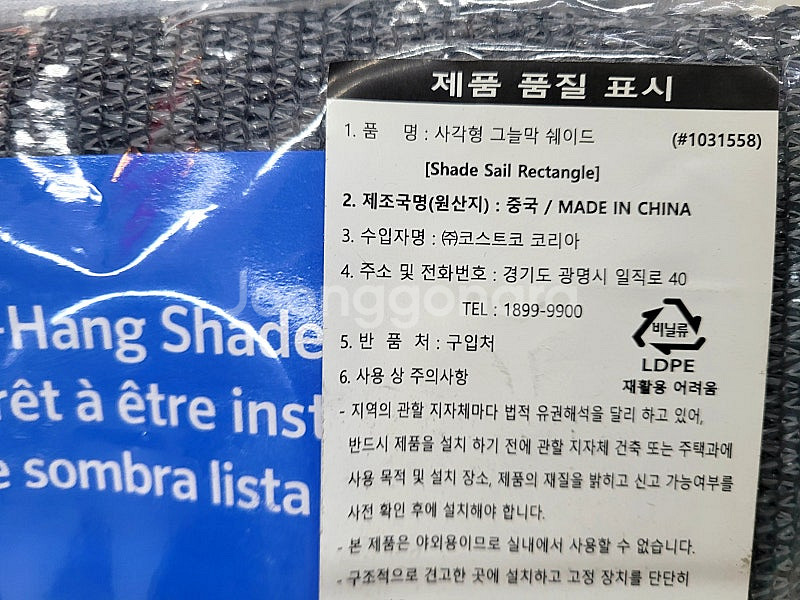 제품 품질 표시
1. 품 명 : 사각형 그늘막 쉐이드 (#1031558)
[Shade Sail Rectangle]
2. 제조국명(원산지) : 중국 / MADE IN CHINA
3. 수입자명 : ㈜코스트코 코리아
4. 주소 및 전화번호 : 경기도 광명시 일직로 40
TEL : 1899-9900
5. 반 품 처 : 구입처
6. 사용 상 주의사항
비닐류
LDPE
재활용 어려움
- 지역의 관할 지자체마다 법적 유권해석을 달리 하고 있어,
반드시 제품을 설치 하기 전에 관할 지자체 건축 또는 주택과에
사용 목적 및 설치 장소, 제품의 재질을 밝히고 신고 가능여부를
사전 확인 후에 설치해야 합니다.
- 본 제품은 야외용이므로 실내에서 사용할 수 없습니다.
- 구조적으로 견고한 곳에 설치하고 고정 장치를 단단히
-Hang Shade
rêt à être inst
e sombra lista
Joonggonara